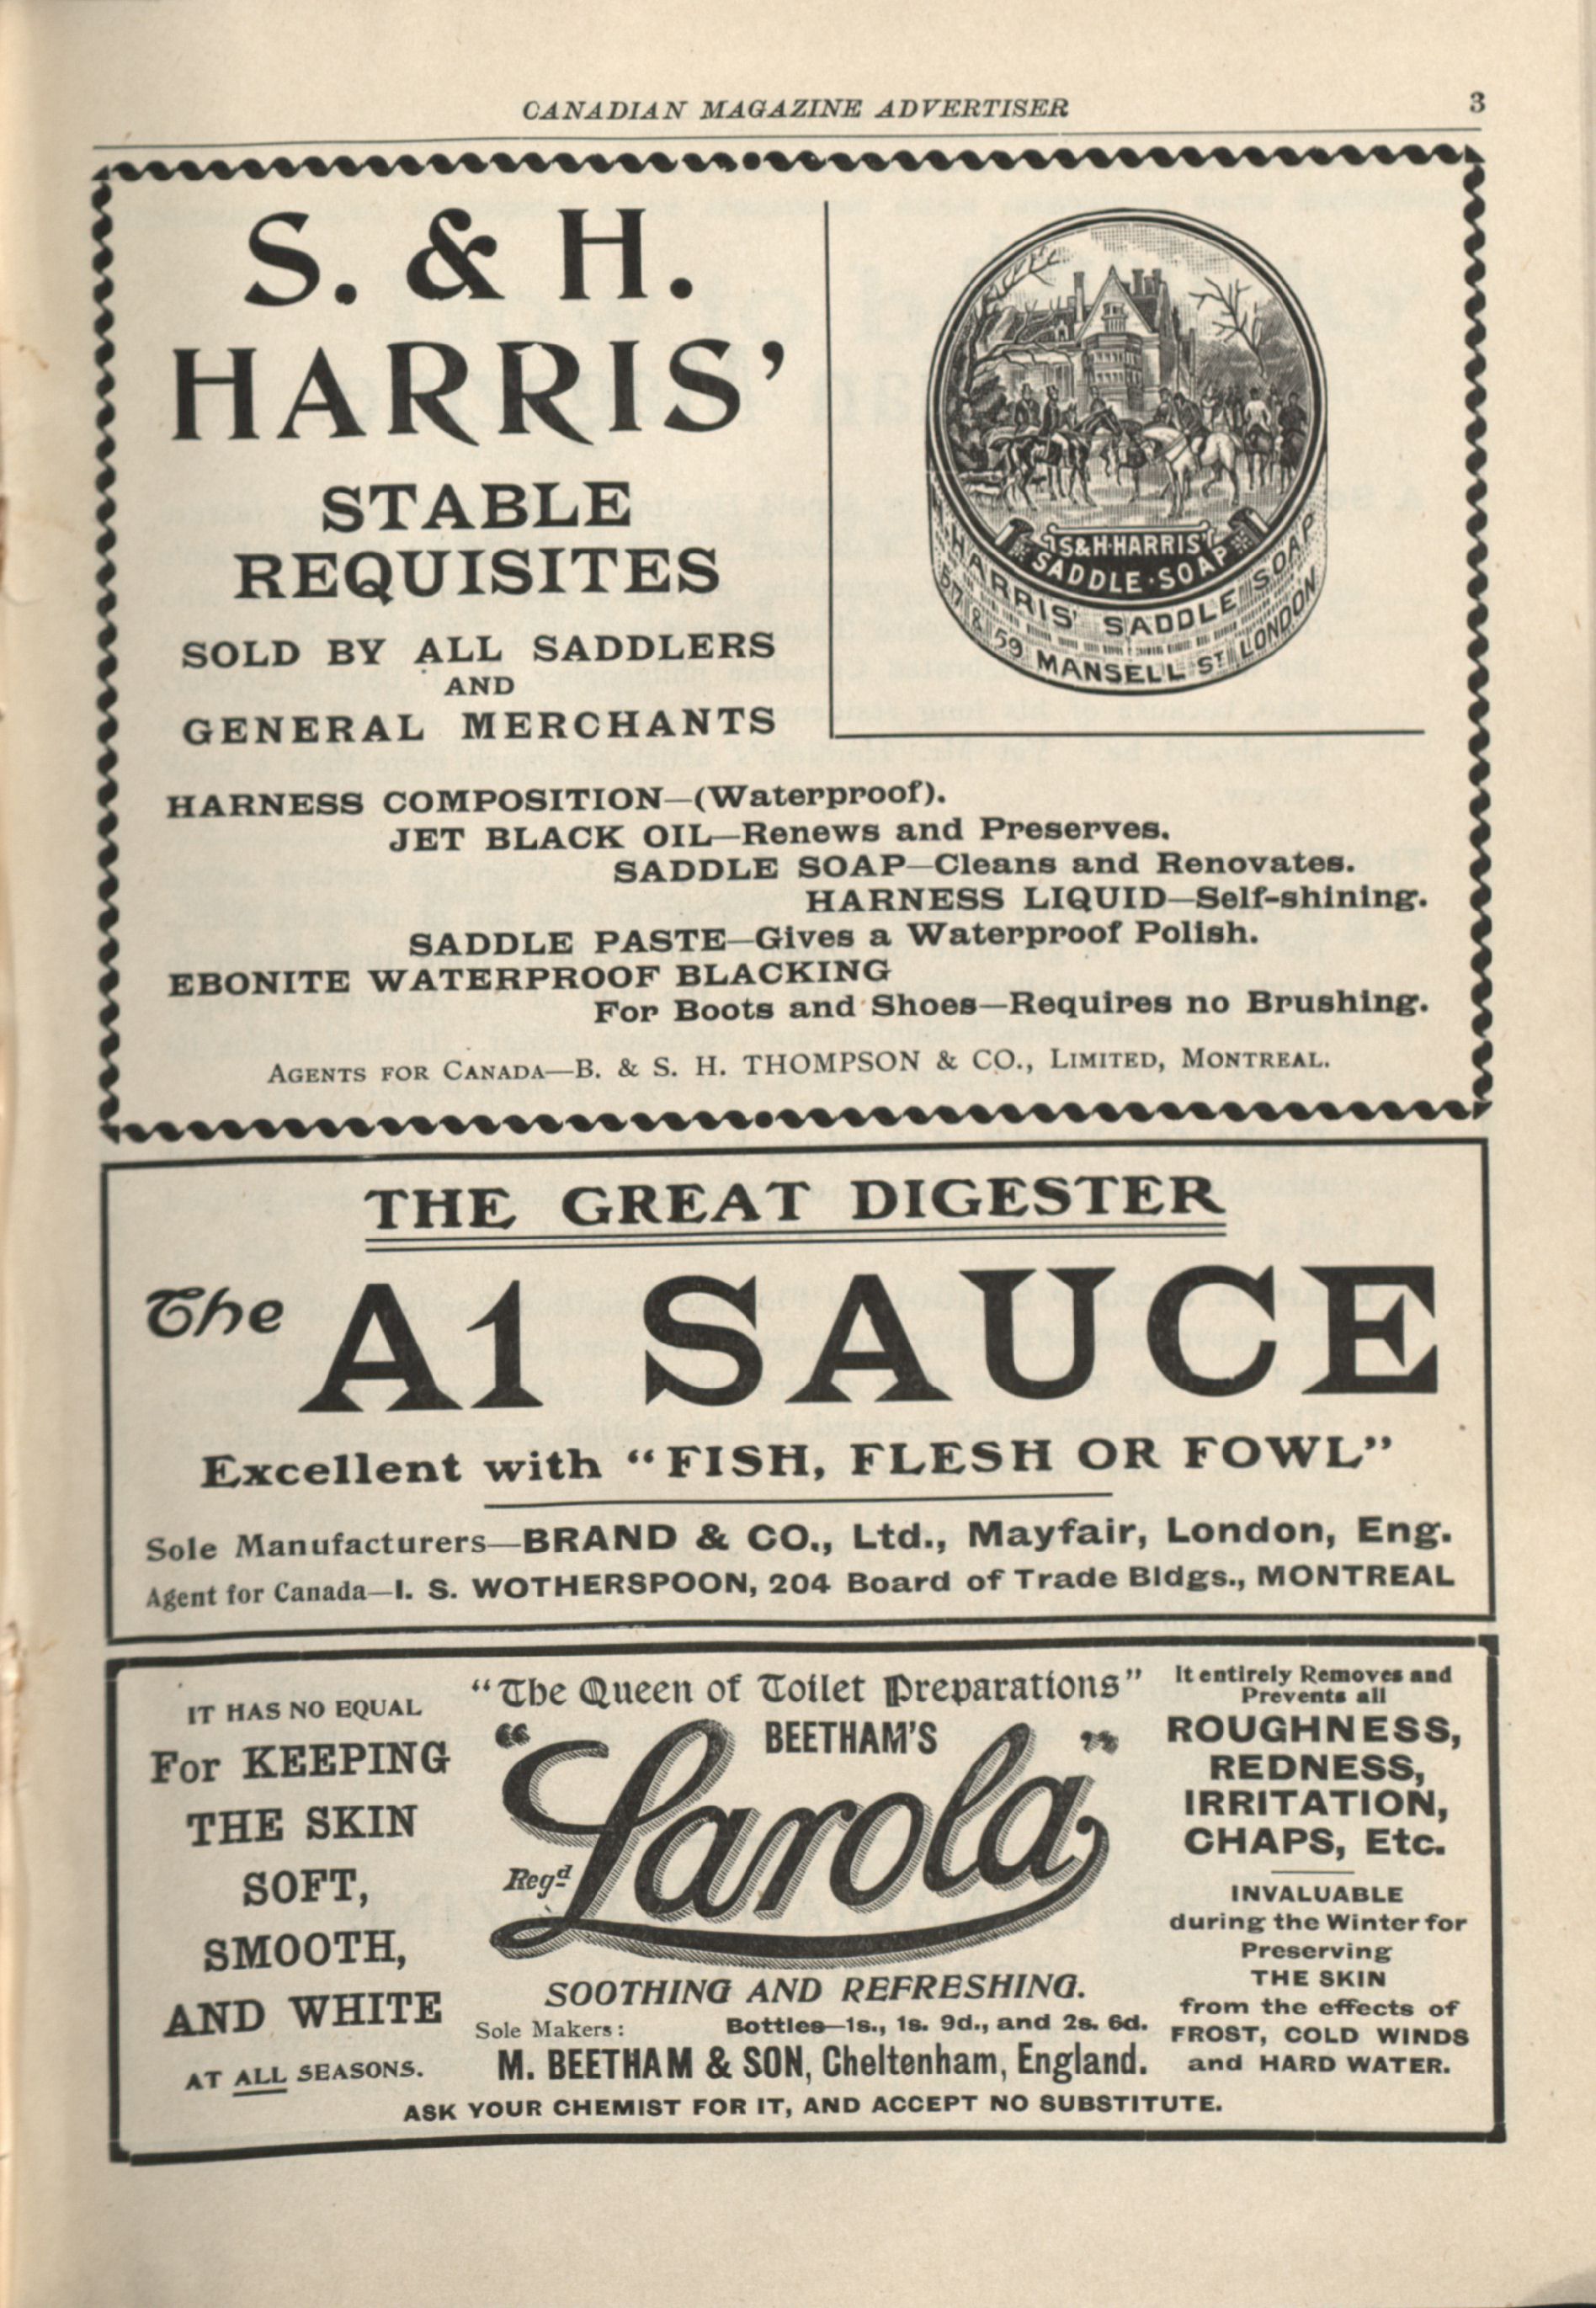 CANADIAN MAGAZINE ADVERTISER 3
S. & H.
HARRIS'
STABLE
REQUISITES
SOLD BY ALL SADDLERS
AND
GENERAL MERCHANTS
S&H·HARRIS'
SADDLE·SOAP
HARRIS' SADDLE SOAP
57 & 59 MANSELL ST LONDON
HARNESS COMPOSITION—(Waterproof).
JET BLACK OIL—Renews and Preserves.
SADDLE SOAP—Cleans and Renovates.
HARNESS LIQUID—Self-shining.
SADDLE PASTE—Gives a Waterproof Polish.
EBONITE WATERPROOF BLACKING
For Boots and Shoes—Requires no Brushing.
AGENTS FOR CANADA—B. & S. H. THOMPSON & CO., LIMITED, MONTREAL.
THE GREAT DIGESTER
The A1 SAUCE
Excellent with "FISH, FLESH OR FOWL"
Sole Manufacturers—BRAND & CO., Ltd., Mayfair, London, Eng.
Agent for Canada—I. S. WOTHERSPOON, 204 Board of Trade Bldgs., MONTREAL
IT HAS NO EQUAL
For KEEPING
THE SKIN
SOFT,
SMOOTH,
AND WHITE
AT ALL SEASONS.
"The Queen of Toilet Preparations"
BEETHAM'S
"Larola"
Regd
SOOTHING AND REFRESHING.
Sole Makers: Bottles—1s., 1s. 9d., and 2s. 6d.
M. BEETHAM & SON, Cheltenham, England.
It entirely Removes and
Prevents all
ROUGHNESS,
REDNESS,
IRRITATION,
CHAPS, Etc.
INVALUABLE
during the Winter for
Preserving
THE SKIN
from the effects of
FROST, COLD WINDS
and HARD WATER.
ASK YOUR CHEMIST FOR IT, AND ACCEPT NO SUBSTITUTE.